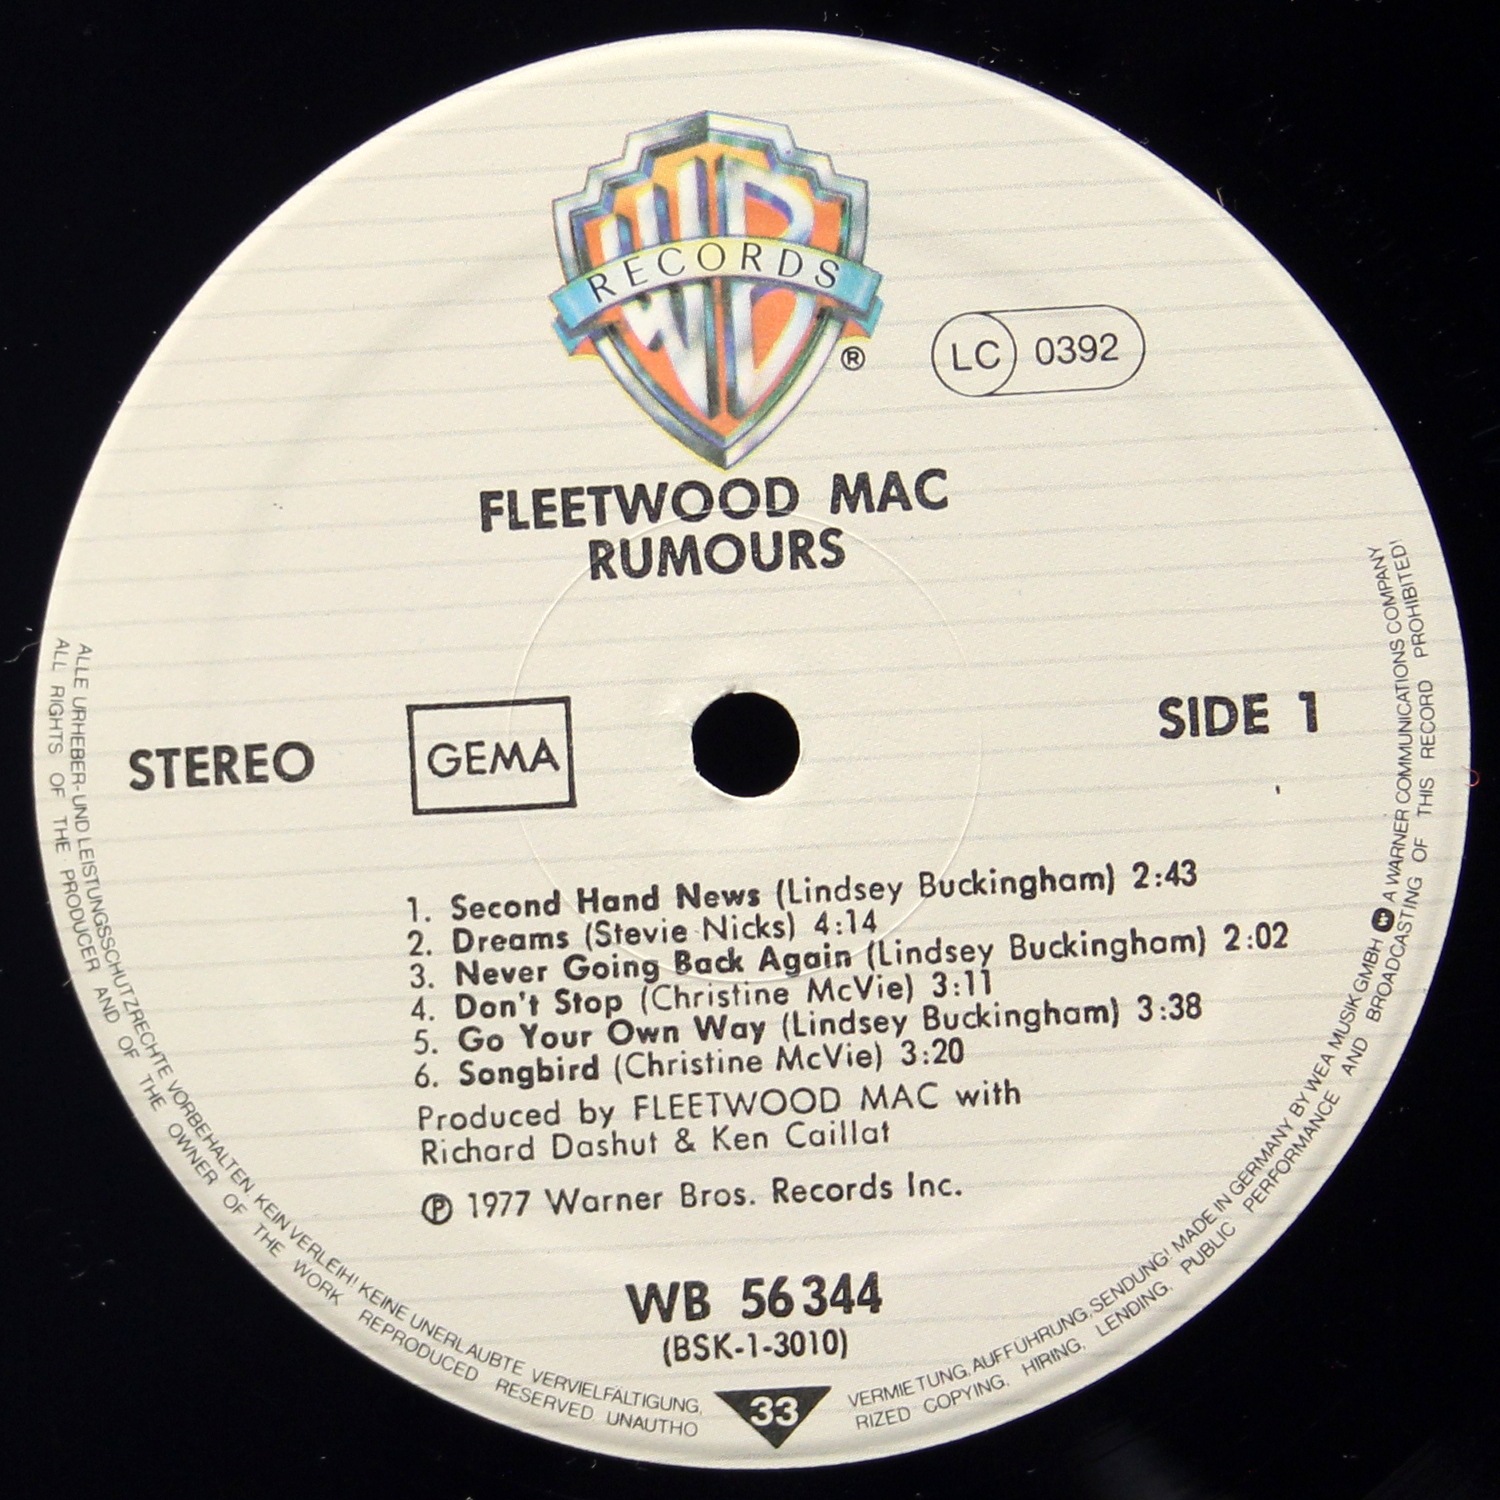 WB
RECORDS
®
LC 0392
FLEETWOOD MAC
RUMOURS
STEREO
GEMA
SIDE 1
1. Second Hand News (Lindsey Buckingham) 2:43
2. Dreams (Stevie Nicks) 4:14
3. Never Going Back Again (Lindsey Buckingham) 2:02
4. Don't Stop (Christine McVie) 3:11
5. Go Your Own Way (Lindsey Buckingham) 3:38
6. Songbird (Christine McVie) 3:20
Produced by FLEETWOOD MAC with
Richard Dashut & Ken Caillat
℗ 1977 Warner Bros. Records Inc.
WB 56 344
(BSK-1-3010)
33
ALLE URHEBER- UND LEISTUNGSSCHUTZRECHTE VORBEHALTEN KEIN VERLEIH! KEINE UNERLAUBTE VERVIELFÄLTIGUNG, VERMIETUNG, AUFFÜHRUNG, SENDUNG! MADE IN GERMANY BY WEA MUSIK GMBH A WARNER COMMUNICATIONS COMPANY
ALL RIGHTS OF THE PRODUCER AND OF THE OWNER OF THE WORK REPRODUCED RESERVED UNAUTHORIZED COPYING, HIRING, LENDING, PUBLIC PERFORMANCE AND BROADCASTING OF THIS RECORD PROHIBITED!